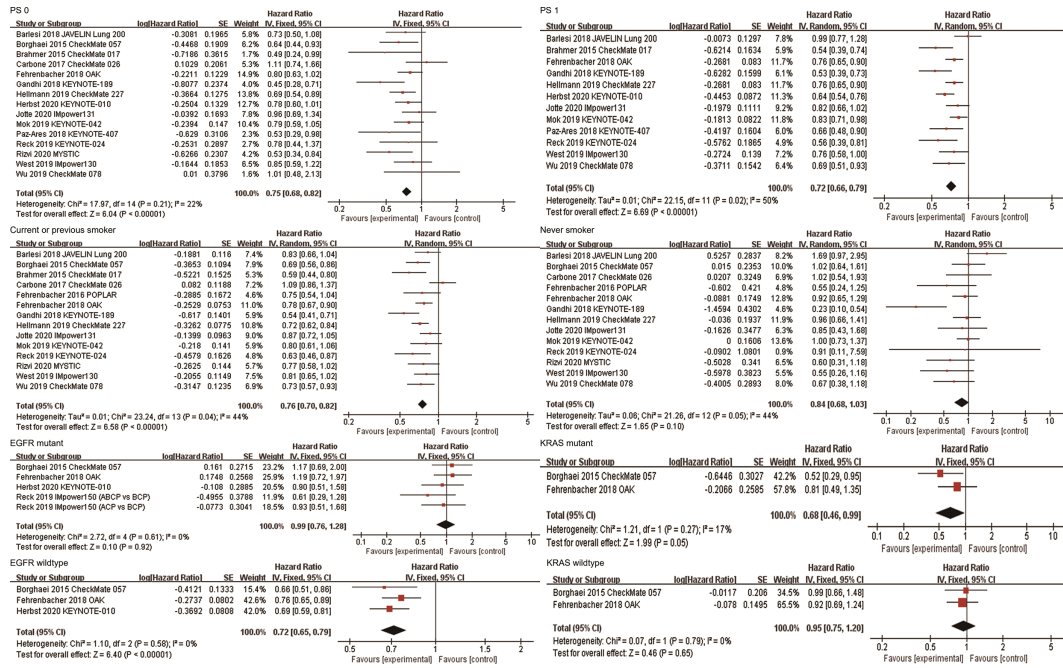 PS 0
Hazard Ratio Hazard Ratio
Study or Subgroup log[Hazard Ratio] SE Weight IV, Fixed, 95% CI IV, Fixed, 95% CI
Barlesi 2018 JAVELIN Lung 200 -0.3081 0.1965 5.8% 0.73 [0.50, 1.08]
Borghaei 2015 CheckMate 057 -0.4468 0.1909 6.2% 0.64 [0.44, 0.93]
Brahmer 2015 CheckMate 017 -0.7186 0.3615 1.7% 0.49 [0.24, 0.99]
Carbone 2017 CheckMate 026 0.1029 0.2061 5.3% 1.11 [0.74, 1.66]
Fehrenbacher 2018 OAK -0.2211 0.1229 14.9% 0.80 [0.63, 1.02]
Gandhi 2018 KEYNOTE-189 -0.8077 0.2374 4.0% 0.45 [0.28, 0.71]
Hellmann 2019 CheckMate 227 -0.3664 0.1275 13.8% 0.69 [0.54, 0.89]
Herbst 2020 KEYNOTE-010 -0.2504 0.1329 12.7% 0.78 [0.60, 1.01]
Jotte 2020 IMpower131 -0.0392 0.1693 7.8% 0.96 [0.69, 1.34]
Mok 2019 KEYNOTE-042 -0.2394 0.147 10.4% 0.79 [0.59, 1.05]
Paz-Ares 2018 KEYNOTE-407 -0.629 0.3106 2.3% 0.53 [0.29, 0.98]
Reck 2019 KEYNOTE-024 -0.2531 0.2897 2.7% 0.78 [0.44, 1.37]
Rizvi 2020 MYSTIC -0.6266 0.2307 4.2% 0.53 [0.34, 0.84]
West 2019 IMpower130 -0.1644 0.1853 6.5% 0.85 [0.59, 1.22]
Wu 2019 CheckMate 078 0.01 0.3796 1.6% 1.01 [0.48, 2.13]
Total (95% CI) 100.0% 0.75 [0.68, 0.82]
Heterogeneity: Chi² = 17.97, df = 14 (P = 0.21); I² = 22%
Test for overall effect: Z = 6.04 (P < 0.00001)
0.2 0.5 1 2 5
Favours [experimental] Favours [control]
PS 1
Hazard Ratio Hazard Ratio
Study or Subgroup log[Hazard Ratio] SE Weight IV, Random, 95% CI IV, Random, 95% CI
Barlesi 2018 JAVELIN Lung 200 -0.0073 0.1297 7.8% 0.99 [0.77, 1.28]
Brahmer 2015 CheckMate 017 -0.6214 0.1634 5.7% 0.54 [0.39, 0.74]
Fehrenbacher 2018 OAK -0.2681 0.083 12.4% 0.76 [0.65, 0.90]
Gandhi 2018 KEYNOTE-189 -0.6282 0.1599 5.9% 0.53 [0.39, 0.73]
Hellmann 2019 CheckMate 227 -0.2681 0.083 12.4% 0.76 [0.65, 0.90]
Herbst 2020 KEYNOTE-010 -0.4453 0.0872 11.9% 0.64 [0.54, 0.76]
Jotte 2020 IMpower131 -0.1979 0.1111 9.4% 0.82 [0.66, 1.02]
Mok 2019 KEYNOTE-042 -0.1813 0.0822 12.5% 0.83 [0.71, 0.98]
Paz-Ares 2018 KEYNOTE-407 -0.4197 0.1604 5.8% 0.66 [0.48, 0.90]
Reck 2019 KEYNOTE-024 -0.5762 0.1865 4.7% 0.56 [0.39, 0.81]
West 2019 IMpower130 -0.2724 0.139 7.2% 0.76 [0.58, 1.00]
Wu 2019 CheckMate 078 -0.3711 0.1542 6.2% 0.69 [0.51, 0.93]
Total (95% CI) 100.0% 0.72 [0.66, 0.79]
Heterogeneity: Tau² = 0.01; Chi² = 22.15, df = 11 (P = 0.02); I² = 50%
Test for overall effect: Z = 6.69 (P < 0.00001)
0.2 0.5 1 2 5
Favours [experimental] Favours [control]
Current or previous smoker
Hazard Ratio Hazard Ratio
Study or Subgroup log[Hazard Ratio] SE Weight IV, Random, 95% CI IV, Random, 95% CI
Barlesi 2018 JAVELIN Lung 200 -0.1881 0.116 7.4% 0.83 [0.66, 1.04]
Borghaei 2015 CheckMate 057 -0.3653 0.1094 7.9% 0.69 [0.56, 0.86]
Brahmer 2015 CheckMate 017 -0.5221 0.1525 5.3% 0.59 [0.44, 0.80]
Carbone 2017 CheckMate 026 0.082 0.1188 7.2% 1.09 [0.86, 1.37]
Fehrenbacher 2016 POPLAR -0.2885 0.1672 4.6% 0.75 [0.54, 1.04]
Fehrenbacher 2018 OAK -0.2529 0.0753 11.0% 0.78 [0.67, 0.90]
Gandhi 2018 KEYNOTE-189 -0.617 0.1401 5.9% 0.54 [0.41, 0.71]
Hellmann 2019 CheckMate 227 -0.3262 0.0775 10.8% 0.72 [0.62, 0.84]
Jotte 2020 IMpower131 -0.1399 0.0963 9.0% 0.87 [0.72, 1.05]
Mok 2019 KEYNOTE-042 -0.218 0.141 5.9% 0.80 [0.61, 1.06]
Reck 2019 KEYNOTE-024 -0.4579 0.1626 4.8% 0.63 [0.46, 0.87]
Rizvi 2020 MYSTIC -0.2625 0.144 5.7% 0.77 [0.58, 1.02]
West 2019 IMpower130 -0.2055 0.1149 7.5% 0.81 [0.65, 1.02]
Wu 2019 CheckMate 078 -0.3147 0.1235 6.9% 0.73 [0.57, 0.93]
Total (95% CI) 100.0% 0.76 [0.70, 0.82]
Heterogeneity: Tau² = 0.01; Chi² = 23.24, df = 13 (P = 0.04); I² = 44%
Test for overall effect: Z = 6.58 (P < 0.00001)
0.2 0.5 1 2 5
Favours [experimental] Favours [control]
Never smoker
Hazard Ratio Hazard Ratio
Study or Subgroup log[Hazard Ratio] SE Weight IV, Random, 95% CI IV, Random, 95% CI
Barlesi 2018 JAVELIN Lung 200 0.5257 0.2837 8.2% 1.69 [0.97, 2.95]
Borghaei 2015 CheckMate 057 0.015 0.2353 10.0% 1.02 [0.64, 1.61]
Carbone 2017 CheckMate 026 0.0207 0.3249 6.9% 1.02 [0.54, 1.93]
Fehrenbacher 2016 POPLAR -0.602 0.421 4.8% 0.55 [0.24, 1.25]
Fehrenbacher 2018 OAK -0.0881 0.1749 12.9% 0.92 [0.65, 1.29]
Gandhi 2018 KEYNOTE-189 -1.4594 0.4302 4.7% 0.23 [0.10, 0.54]
Hellmann 2019 CheckMate 227 -0.036 0.1937 11.9% 0.96 [0.66, 1.41]
Jotte 2020 IMpower131 -0.1626 0.3477 6.3% 0.85 [0.43, 1.68]
Mok 2019 KEYNOTE-042 0 0.1606 13.6% 1.00 [0.73, 1.37]
Reck 2019 KEYNOTE-024 -0.0902 1.0801 0.9% 0.91 [0.11, 7.59]
Rizvi 2020 MYSTIC -0.5028 0.341 6.5% 0.60 [0.31, 1.18]
West 2019 IMpower130 -0.5978 0.3823 5.5% 0.55 [0.26, 1.16]
Wu 2019 CheckMate 078 -0.4005 0.2893 8.0% 0.67 [0.38, 1.18]
Total (95% CI) 100.0% 0.84 [0.68, 1.03]
Heterogeneity: Tau² = 0.06; Chi² = 21.26, df = 12 (P = 0.05); I² = 44%
Test for overall effect: Z = 1.65 (P = 0.10)
0.1 0.2 0.5 1 2 5 10
Favours [experimental] Favours [control]
EGFR mutant
Hazard Ratio Hazard Ratio
Study or Subgroup log[Hazard Ratio] SE Weight IV, Fixed, 95% CI IV, Fixed, 95% CI
Borghaei 2015 CheckMate 057 0.161 0.2715 23.2% 1.17 [0.69, 2.00]
Fehrenbacher 2018 OAK 0.1748 0.2568 25.9% 1.19 [0.72, 1.97]
Herbst 2020 KEYNOTE-010 -0.108 0.2885 20.5% 0.90 [0.51, 1.58]
Reck 2019 IMpower150 (ABCP vs BCP) -0.4955 0.3788 11.9% 0.61 [0.29, 1.28]
Reck 2019 IMpower150 (ACP vs BCP) -0.0773 0.3041 18.5% 0.93 [0.51, 1.68]
Total (95% CI) 100.0% 0.99 [0.76, 1.28]
Heterogeneity: Chi² = 2.72, df = 4 (P = 0.61); I² = 0%
Test for overall effect: Z = 0.10 (P = 0.92)
0.1 0.2 0.5 1 2 5 10
Favours [experimental] Favours [control]
KRAS mutant
Hazard Ratio Hazard Ratio
Study or Subgroup log[Hazard Ratio] SE Weight IV, Fixed, 95% CI IV, Fixed, 95% CI
Borghaei 2015 CheckMate 057 -0.6446 0.3027 42.2% 0.52 [0.29, 0.95]
Fehrenbacher 2018 OAK -0.2066 0.2585 57.8% 0.81 [0.49, 1.35]
Total (95% CI) 100.0% 0.68 [0.46, 0.99]
Heterogeneity: Chi² = 1.21, df = 1 (P = 0.27); I² = 17%
Test for overall effect: Z = 1.99 (P = 0.05)
0.1 0.2 0.5 1 2 5 10
Favours [experimental] Favours [control]
EGFR wildtype
Hazard Ratio Hazard Ratio
Study or Subgroup log[Hazard Ratio] SE Weight IV, Fixed, 95% CI IV, Fixed, 95% CI
Borghaei 2015 CheckMate 057 -0.4121 0.1333 15.4% 0.66 [0.51, 0.86]
Fehrenbacher 2018 OAK -0.2737 0.0802 42.6% 0.76 [0.65, 0.89]
Herbst 2020 KEYNOTE-010 -0.3692 0.0808 42.0% 0.69 [0.59, 0.81]
Total (95% CI) 100.0% 0.72 [0.65, 0.79]
Heterogeneity: Chi² = 1.10, df = 2 (P = 0.58); I² = 0%
Test for overall effect: Z = 6.40 (P < 0.00001)
0.5 0.7 1 1.5 2
Favours [experimental] Favours [control]
KRAS wildtype
Hazard Ratio Hazard Ratio
Study or Subgroup log[Hazard Ratio] SE Weight IV, Fixed, 95% CI IV, Fixed, 95% CI
Borghaei 2015 CheckMate 057 -0.0117 0.206 34.5% 0.99 [0.66, 1.48]
Fehrenbacher 2018 OAK -0.078 0.1495 65.5% 0.92 [0.69, 1.24]
Total (95% CI) 100.0% 0.95 [0.75, 1.20]
Heterogeneity: Chi² = 0.07, df = 1 (P = 0.79); I² = 0%
Test for overall effect: Z = 0.46 (P = 0.65)
0.2 0.5 1 2 5
Favours [experimental] Favours [control]